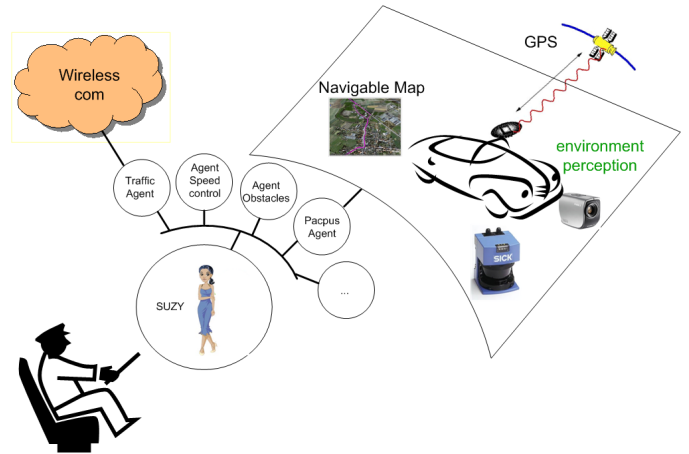 GPS
Wireless
com
Navigable Map
environment
perception
Traffic
Agent
Agent
Speed
control
Agent
Obstacles
Pacpus
Agent
SICK
...
SUZY